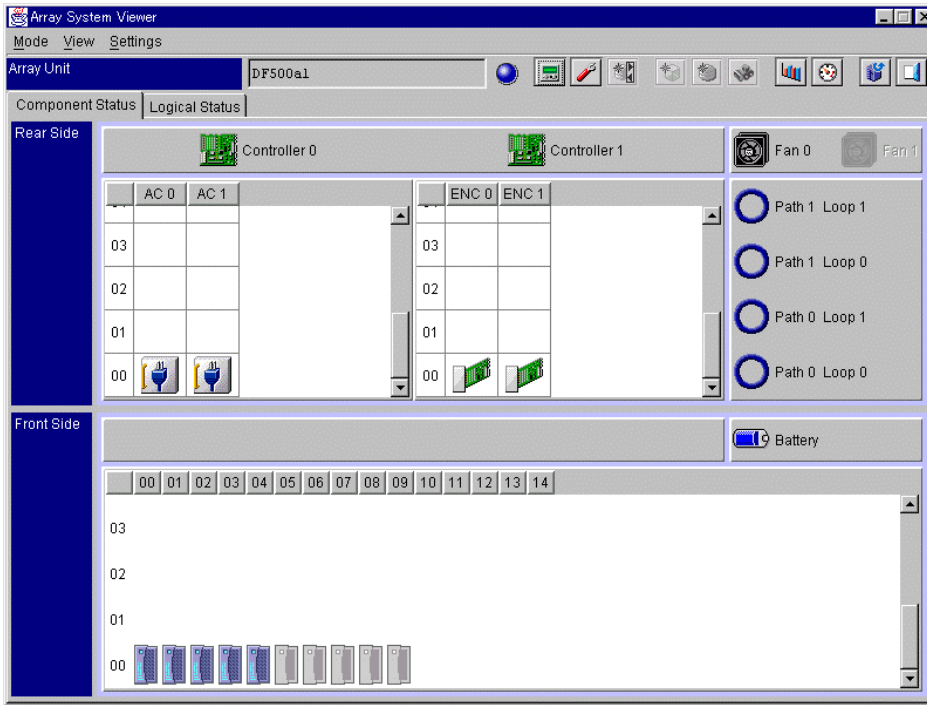 Array System Viewer
Mode View Settings
Array Unit DF500a1
Component Status Logical Status
Rear Side Controller 0 Controller 1 Fan 0 Fan 1
AC 0 AC 1 ENC 0 ENC 1
Path 1 Loop 1
03 03
Path 1 Loop 0
02 02
Path 0 Loop 1
01 01
00 00 Path 0 Loop 0
Front Side Battery
00 01 02 03 04 05 06 07 08 09 10 11 12 13 14
03
02
01
00